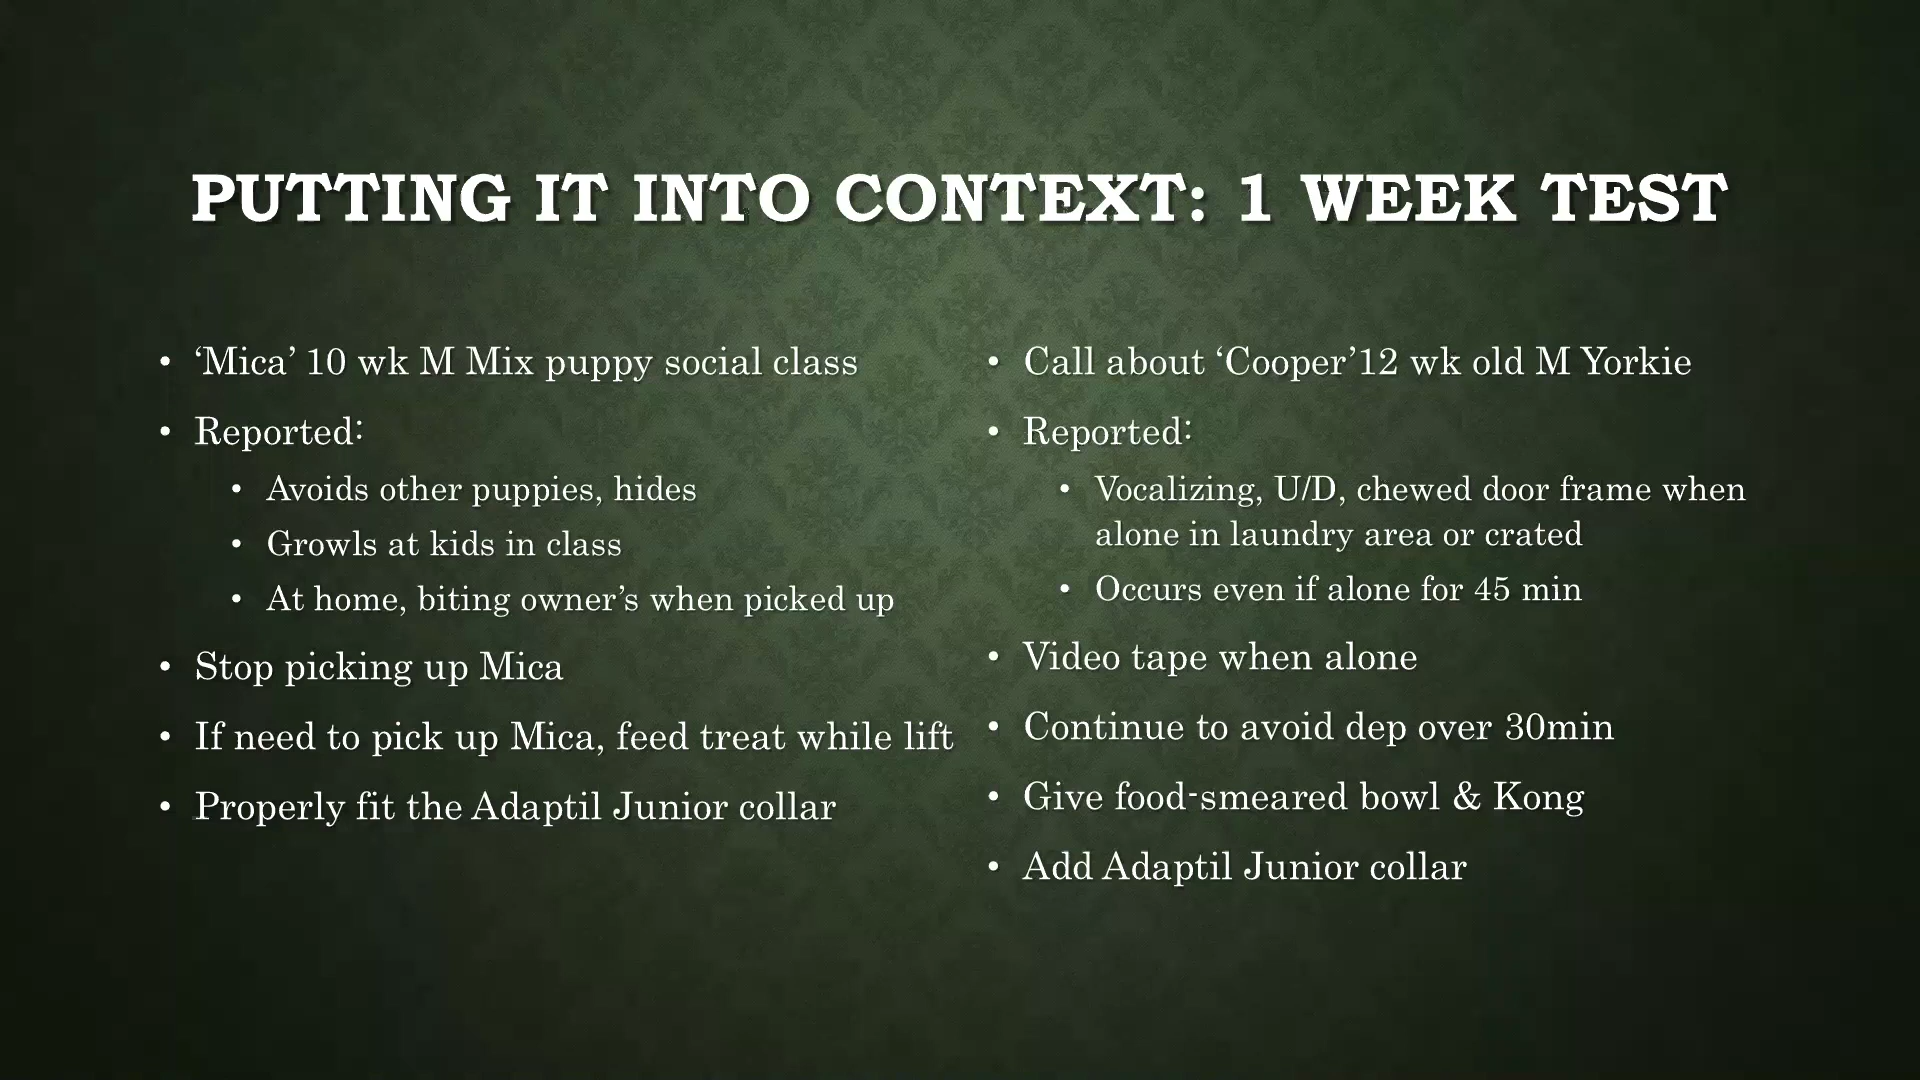 PUTTING IT INTO CONTEXT: 1 WEEK TEST
• ‘Mica’ 10 wk M Mix puppy social class
• Reported:
• Avoids other puppies, hides
• Growls at kids in class
• At home, biting owner’s when picked up
• Stop picking up Mica
• If need to pick up Mica, feed treat while lift
• Properly fit the Adaptil Junior collar
• Call about ‘Cooper’12 wk old M Yorkie
• Reported:
• Vocalizing, U/D, chewed door frame when
alone in laundry area or crated
• Occurs even if alone for 45 min
• Video tape when alone
• Continue to avoid dep over 30min
• Give food-smeared bowl & Kong
• Add Adaptil Junior collar